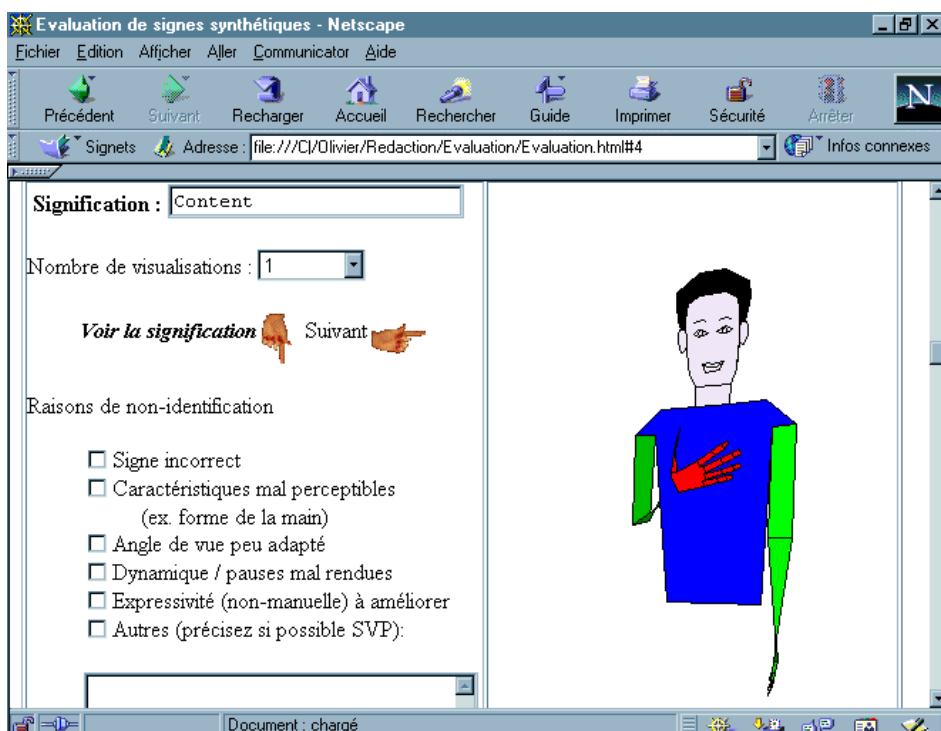 Evaluation de signes synthétiques - Netscape
Fichier Edition Afficher Aller Communicator Aide
Précédent Suivant Recharger Accueil Rechercher Guide Imprimer Sécurité Arrêter N
Signets Adresse : file:///C|/Olivier/Redaction/Evaluation/Evaluation.html#4 Infos connexes
Signification : Content
Nombre de visualisations : 1
Voir la signification Suivant
Raisons de non-identification
Signe incorrect
Caractéristiques mal perceptibles
(ex. forme de la main)
Angle de vue peu adapté
Dynamique / pauses mal rendues
Expressivité (non-manuelle) à améliorer
Autres (précisez si possible SVP):
Document : chargé